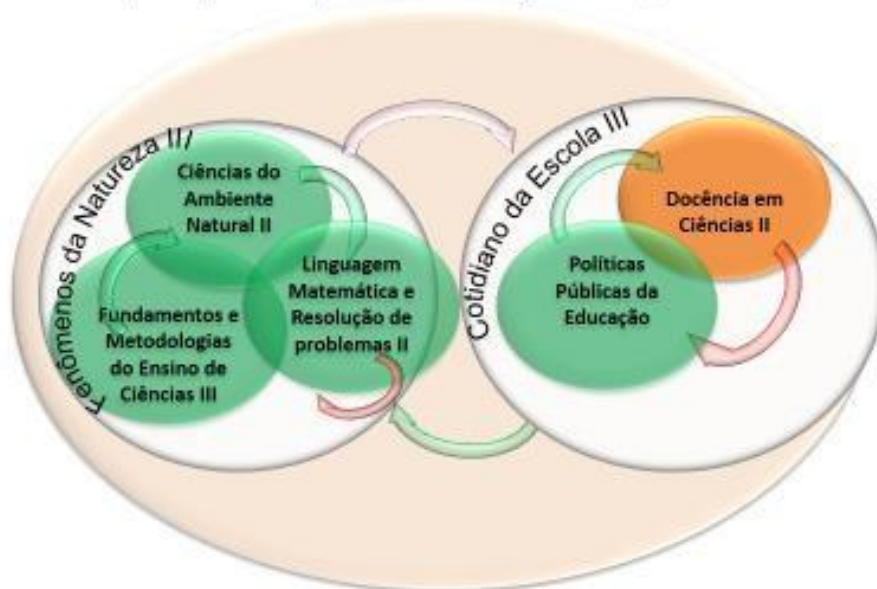 Fenômenos da Natureza II/
Ciências do
Ambiente
Natural II
Linguagem
Matemática e
Resolução de
problemas II
Fundamentos e
Metodologias
do Ensino de
Ciências III
Cotidiano da Escola III
Docência em
Ciências II
Políticas
Públicas da
Educação